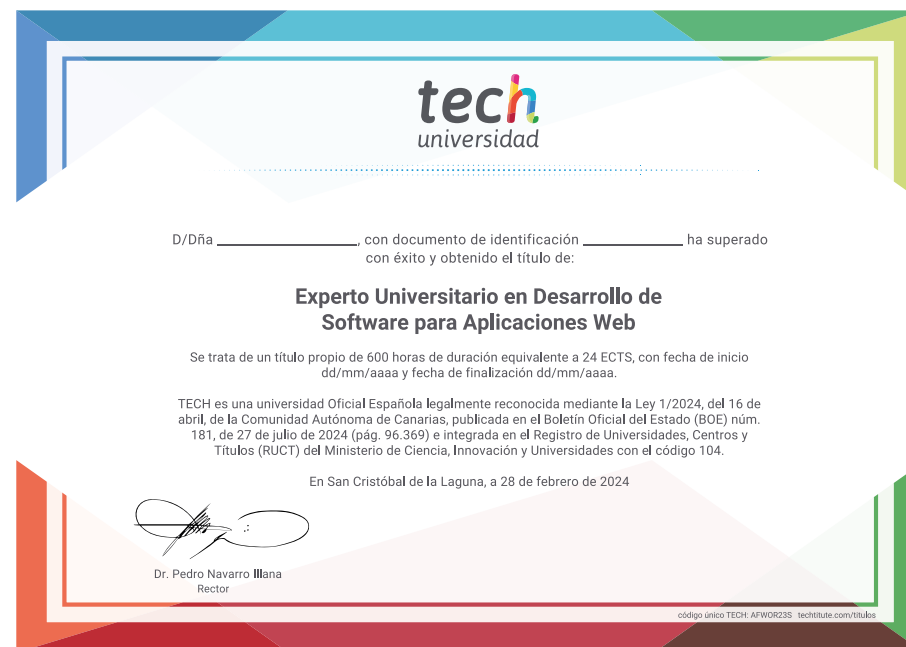 tech
universidad
D/Dña ____________________, con documento de identificación ______________ ha superado
con éxito y obtenido el título de:
Experto Universitario en Desarrollo de
Software para Aplicaciones Web
Se trata de un título propio de 600 horas de duración equivalente a 24 ECTS, con fecha de inicio
dd/mm/aaaa y fecha de finalización dd/mm/aaaa.
TECH es una universidad Oficial Española legalmente reconocida mediante la Ley 1/2024, del 16 de
abril, de la Comunidad Autónoma de Canarias, publicada en el Boletín Oficial del Estado (BOE) núm.
181, de 27 de julio de 2024 (pág. 96.369) e integrada en el Registro de Universidades, Centros y
Títulos (RUCT) del Ministerio de Ciencia, Innovación y Universidades con el código 104.
En San Cristóbal de la Laguna, a 28 de febrero de 2024
Dr. Pedro Navarro Illana
Rector
código único TECH: AFWOR23S techtitute.com/titulos